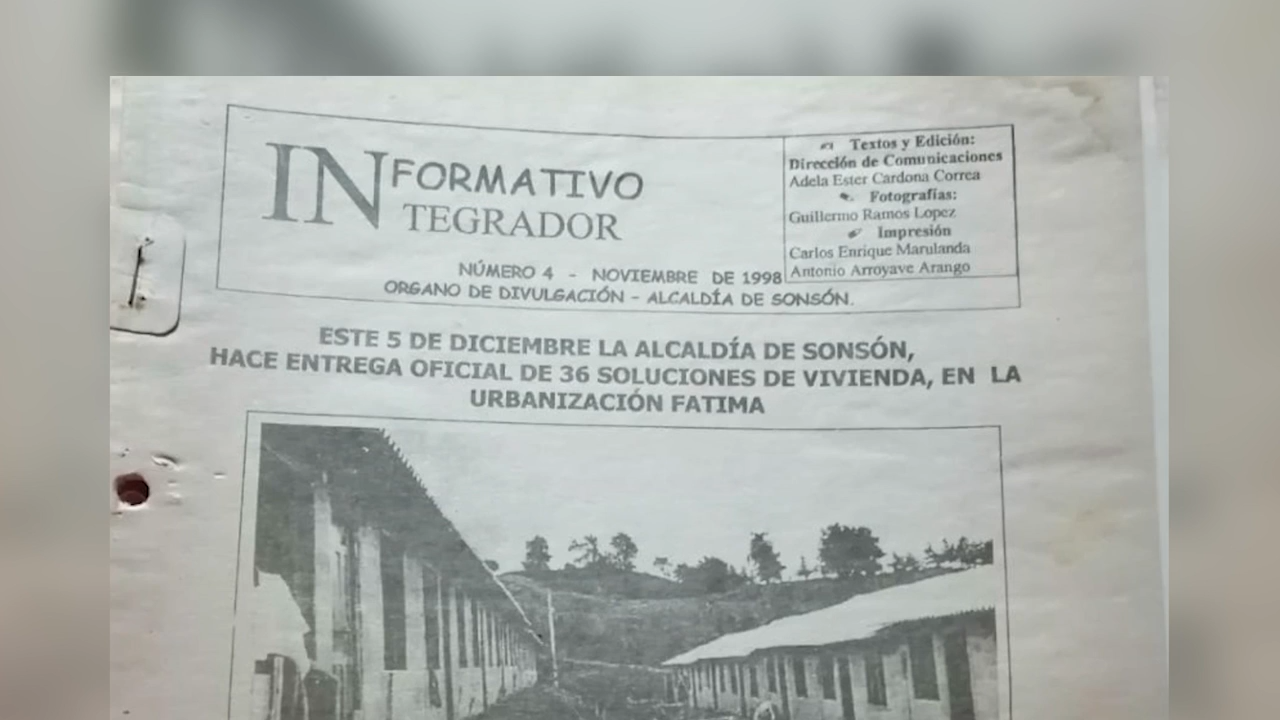 INFORMATIVO
INTEGRADOR
Textos y Edición:
Dirección de Comunicaciones
Adela Ester Cardona Correa
Fotografías:
Guillermo Ramos Lopez
Impresión
Carlos Enrique Marulanda
Antonio Arroyave Arango
NÚMERO 4 - NOVIEMBRE DE 1998
ORGANO DE DIVULGACIÓN - ALCALDÍA DE SONSÓN.
ESTE 5 DE DICIEMBRE LA ALCALDÍA DE SONSÓN,
HACE ENTREGA OFICIAL DE 36 SOLUCIONES DE VIVIENDA, EN LA
URBANIZACIÓN FATIMA